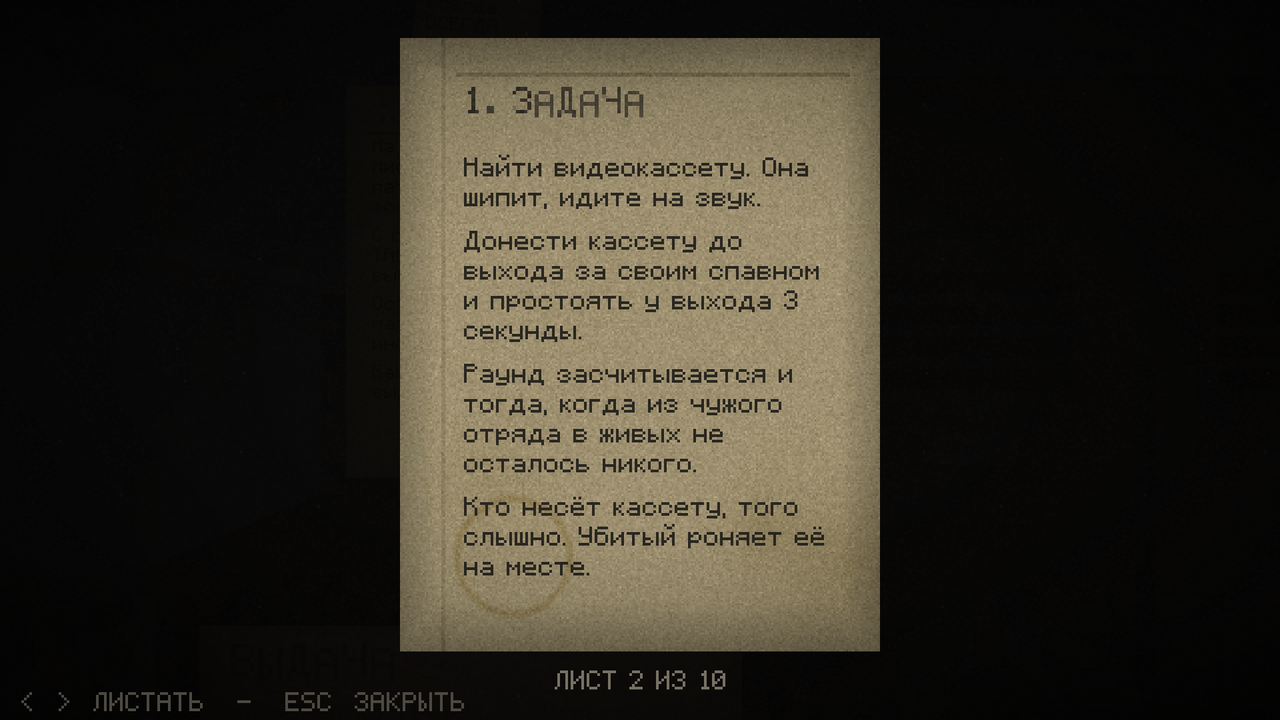 1. ЗАДАЧА
Найти видеокассету. Она
шипит, идите на звук.
Донести кассету до
выхода за своим спавном
и простоять у выхода 3
секунды.
Раунд засчитывается и
тогда, когда из чужого
отряда в живых не
осталось никого.
Кто несёт кассету, того
слышно. Убитый роняет её
на месте.
ВЫДАЧА
ЛИСТ 2 ИЗ 10
< > ЛИСТАТЬ – ESC ЗАКРЫТЬ